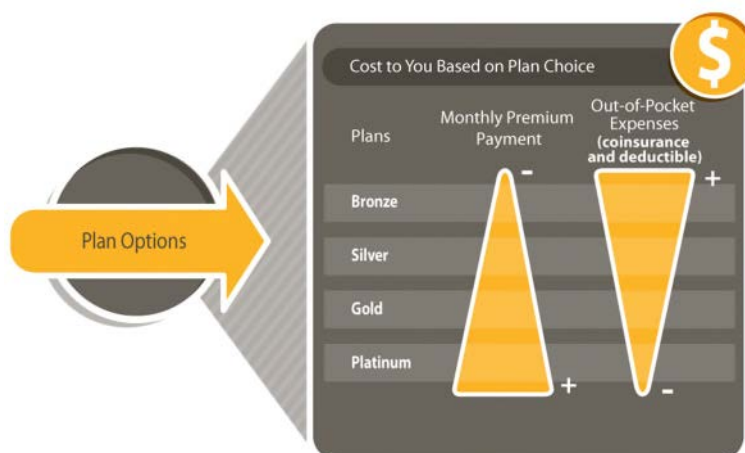 $
Cost to You Based on Plan Choice
Plans
Monthly Premium
Payment
Out-of-Pocket
Expenses
(coinsurance
and deductible)
-
+
Bronze
Plan Options
Silver
Gold
Platinum
+
-